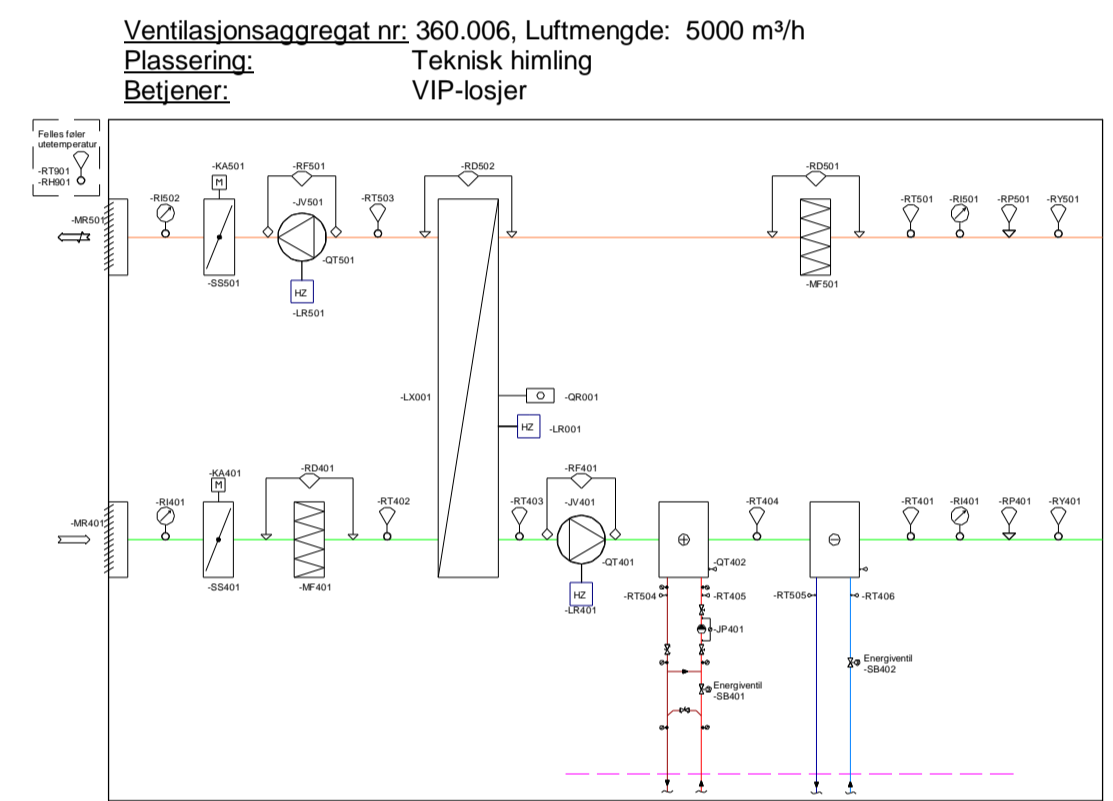 Ventilasjonsaggregat nr: 360.006, Luftmengde: 5000 m³/h
Plassering: Teknisk himling
Betjener: VIP-losjer
Felles føler
utetemperatur
-RT901
-RH901
-KA501
M
-RF501
-RD502
-RD501
-RI502
-JV501
-RT503
-RT501
-RI501
-RP501
-RY501
-MR501
-QT501
-SS501
HZ
-MF501
-LR501
-LX001
-QR001
HZ
-LR001
-KA401
M
-RD401
-RF401
-RI401
-RT402
-RT403
-JV401
-RT404
-RT401
-RI401
-RP401
-RY401
-MR401
-QT401
-QT402
-SS401
-MF401
HZ
-LR401
-RT504
-RT405
-RT505
-RT406
-JP401
Energiventil
-SB402
Energiventil
-SB401